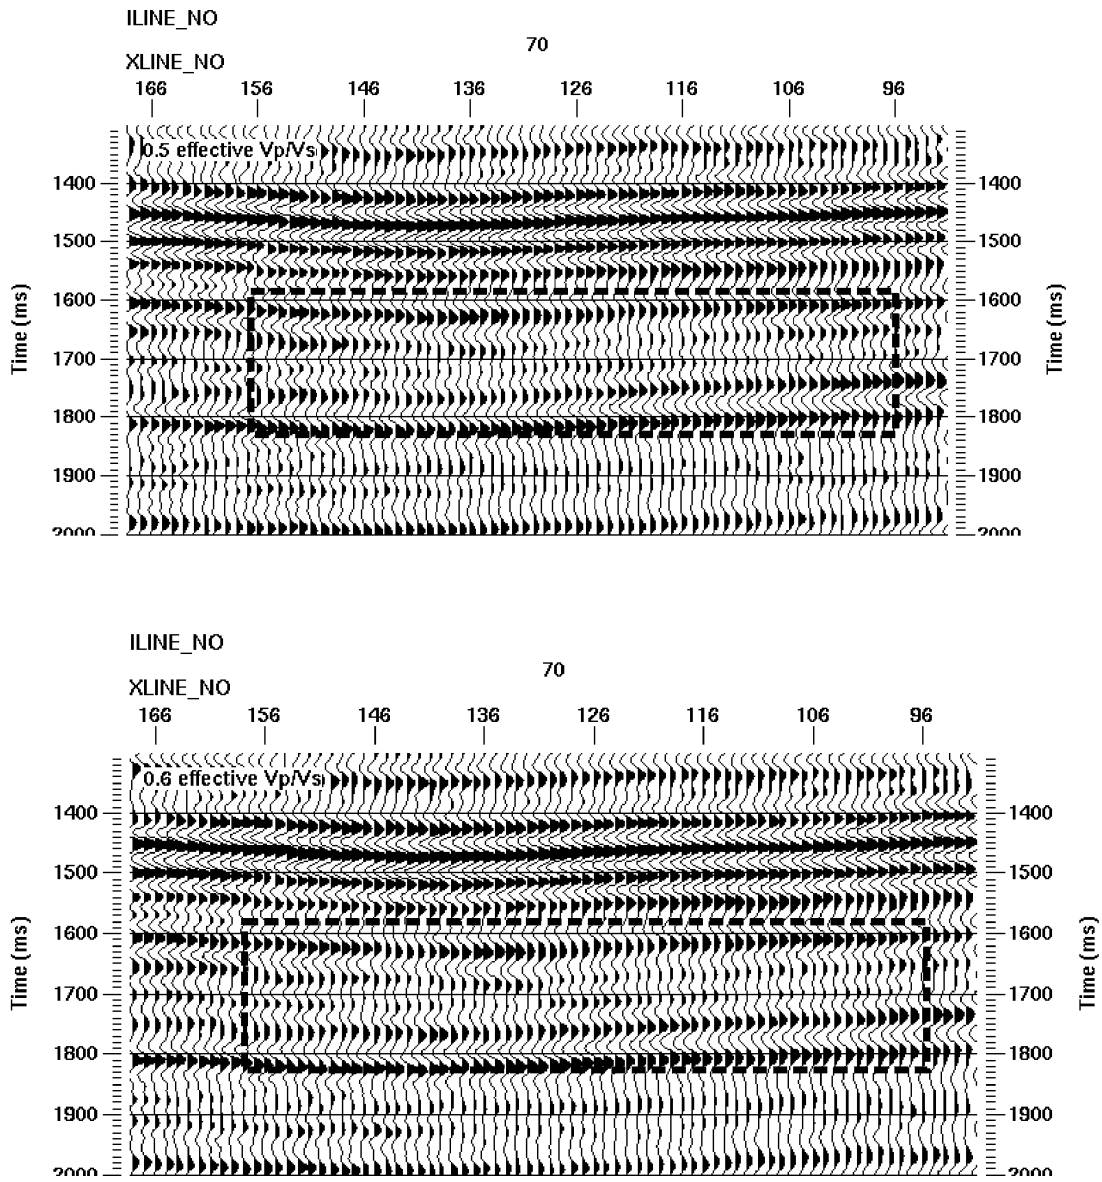 ILINE_NO
70
XLINE_NO
166 156 146 136 126 116 106 96
0.5 effective Vp/Vs
1400 1400
1500 1500
1600 1600
Time (ms) Time (ms)
1700 1700
1800 1800
1900 1900
2000 2000
ILINE_NO
70
XLINE_NO
166 156 146 136 126 116 106 96
0.6 effective Vp/Vs
1400 1400
1500 1500
1600 1600
Time (ms) Time (ms)
1700 1700
1800 1800
1900 1900
2000 2000